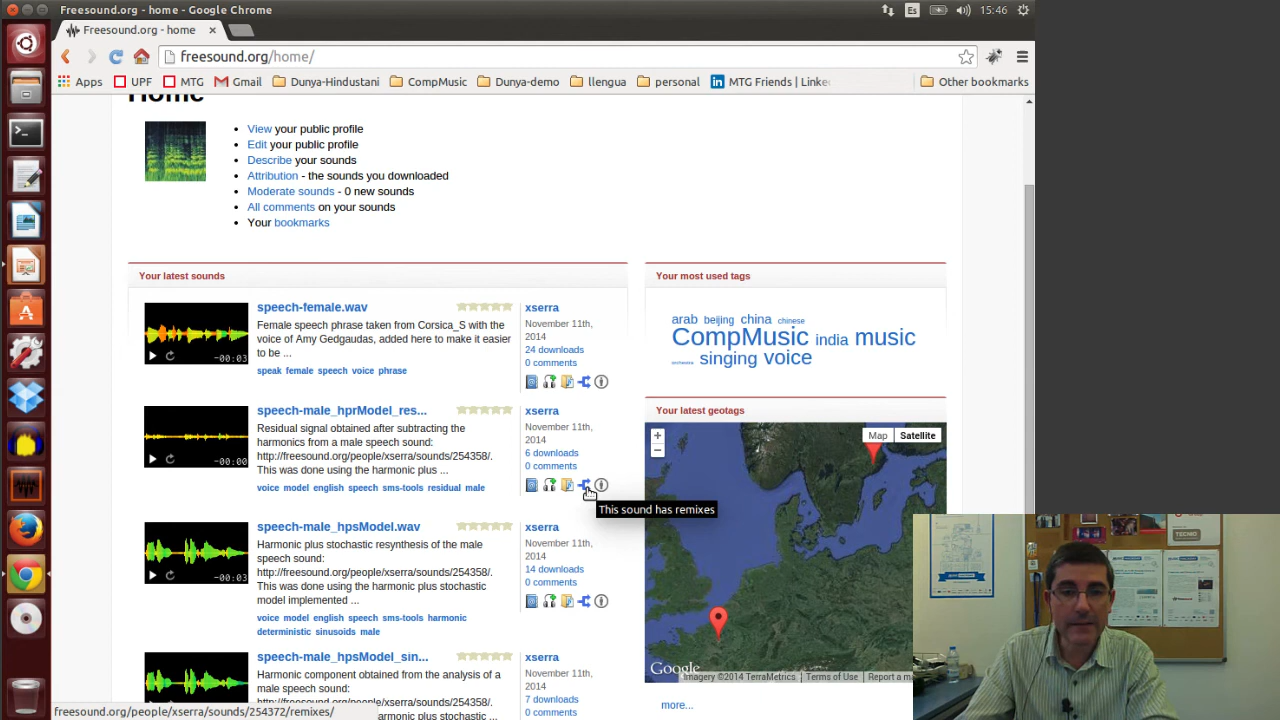 Freesound.org - home - Google Chrome
Es
15:46
Freesound.org - home
freesound.org/home/
Apps
UPF
MTG
Gmail
Dunya-Hindustani
CompMusic
Dunya-demo
llengua
personal
MTG Friends | Linke
Other bookmarks
Home
View your public profile
Edit your public profile
Describe your sounds
Attribution - the sounds you downloaded
Moderate sounds - 0 new sounds
All comments on your sounds
Your bookmarks
Your latest sounds
speech-female.wav
Female speech phrase taken from Corsica_S with the
voice of Amy Gedgaudas, added here to make it easier
to be ...
speak female speech voice phrase
-00:03
xserra
November 11th,
2014
24 downloads
0 comments
speech-male_hprModel_res...
Residual signal obtained after subtracting the
harmonics from a male speech sound:
http://freesound.org/people/xserra/sounds/254358/.
This was done using the harmonic plus ...
voice model english speech sms-tools residual male
-00:00
xserra
November 11th,
2014
6 downloads
0 comments
This sound has remixes
speech-male_hpsModel.wav
Harmonic plus stochastic resynthesis of the male
speech sound:
http://freesound.org/people/xserra/sounds/254358/.
This was done using the harmonic plus stochastic
model implemented ...
voice model english speech sms-tools harmonic
deterministic sinusoids male
-00:03
xserra
November 11th,
2014
14 downloads
0 comments
speech-male_hpsModel_sin...
Harmonic component obtained from the analysis of a
male speech sound:
http://freesound.org/people/xserra/sounds/254358/.
xserra
November 11th,
2014
7 downloads
0 comments
Your most used tags
arab beijing china chinese
CompMusic india music
orchestra singing voice
Your latest geotags
+
−
Map
Satellite
Google
Imagery ©2014 TerraMetrics
Terms of Use
Report a ma
more...
freesound.org/people/xserra/sounds/254372/remixes/